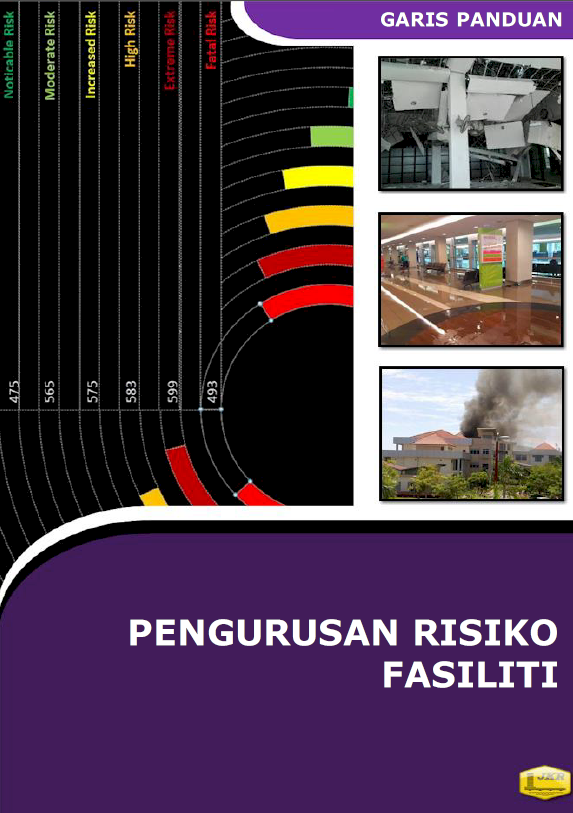 GARIS PANDUAN
Noticable Risk
Moderate Risk
Increased Risk
High Risk
Extreme Risk
Fatal Risk
475
565
575
583
599
493
PENGURUSAN RISIKO
FASILITI
JKR